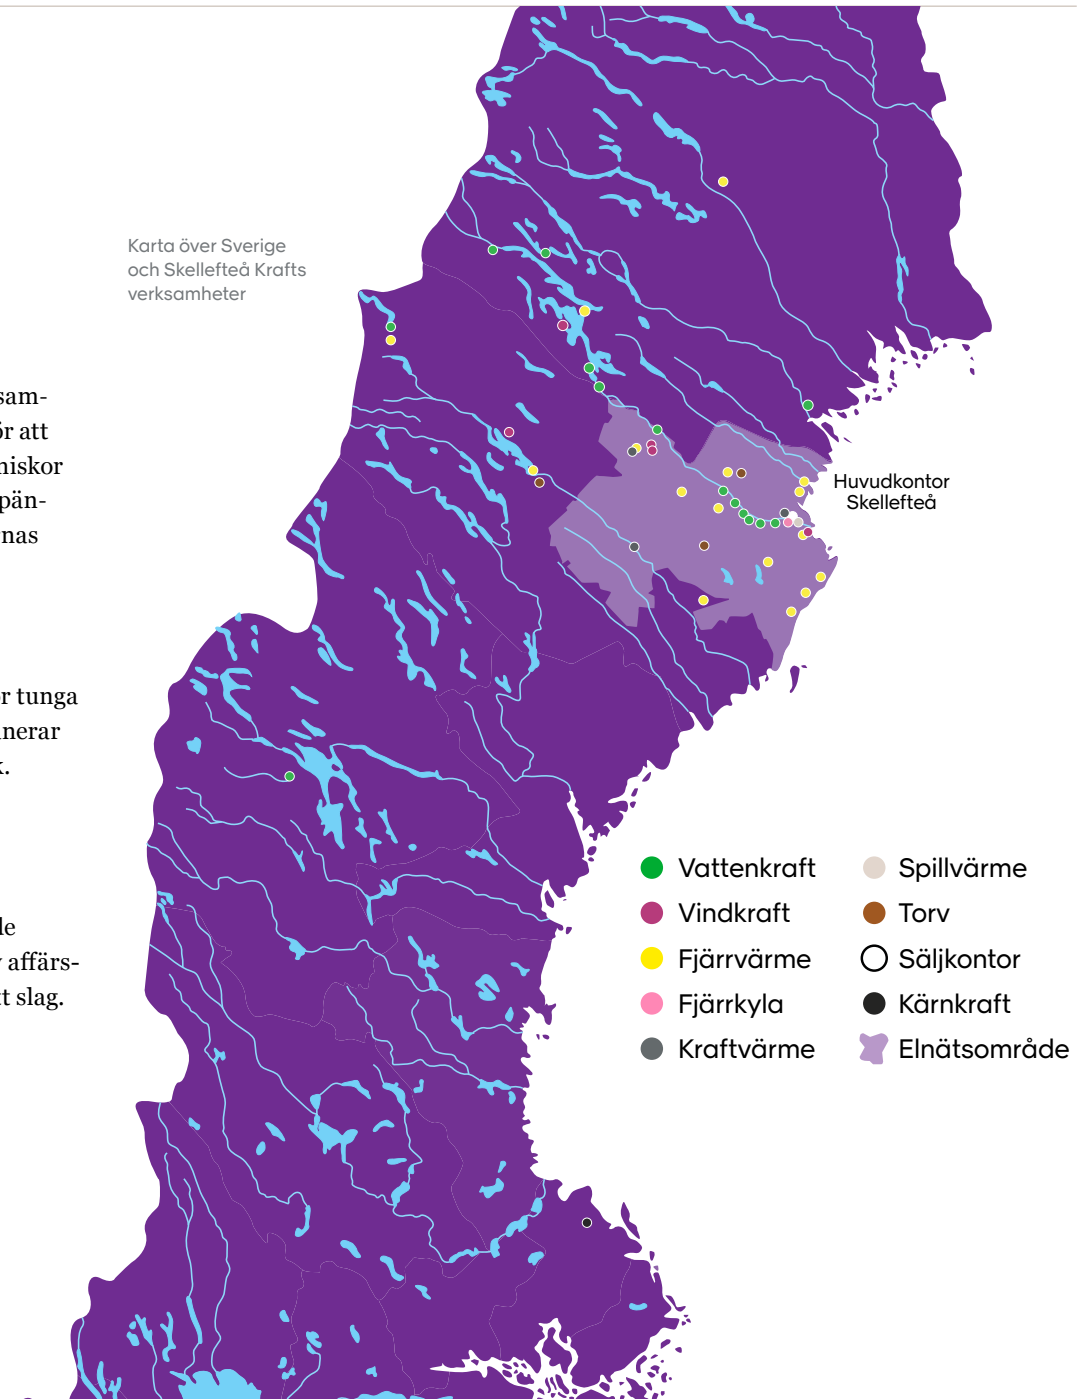 Karta över Sverige
och Skellefteå Krafts
verksamheter
sam-
ör att
niskor
pän-
nas
r tunga
nerar
k.
le
affärs-
tt slag.
Huvudkontor
Skellefteå
Vattenkraft
Vindkraft
Fjärrvärme
Fjärrkyla
Kraftvärme
Spillvärme
Torv
Säljkontor
Kärnkraft
Elnätsområde